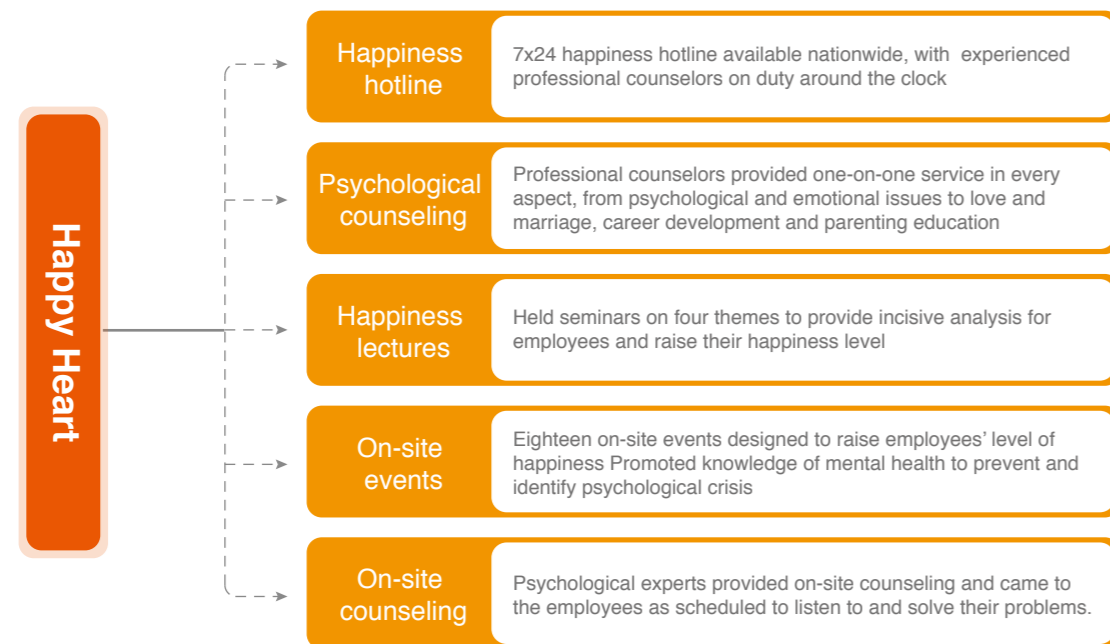 Happy Heart
Happiness
hotline
7x24 happiness hotline available nationwide, with  experienced
professional counselors on duty around the clock
Psychological
counseling
Professional counselors provided one-on-one service in every
aspect, from psychological and emotional issues to love and
marriage, career development and parenting education
Happiness
lectures
Held seminars on four themes to provide incisive analysis for
employees and raise their happiness level
On-site
events
Eighteen on-site events designed to raise employees’ level of
happiness Promoted knowledge of mental health to prevent and
identify psychological crisis
On-site
counseling
Psychological experts provided on-site counseling and came to
the employees as scheduled to listen to and solve their problems.